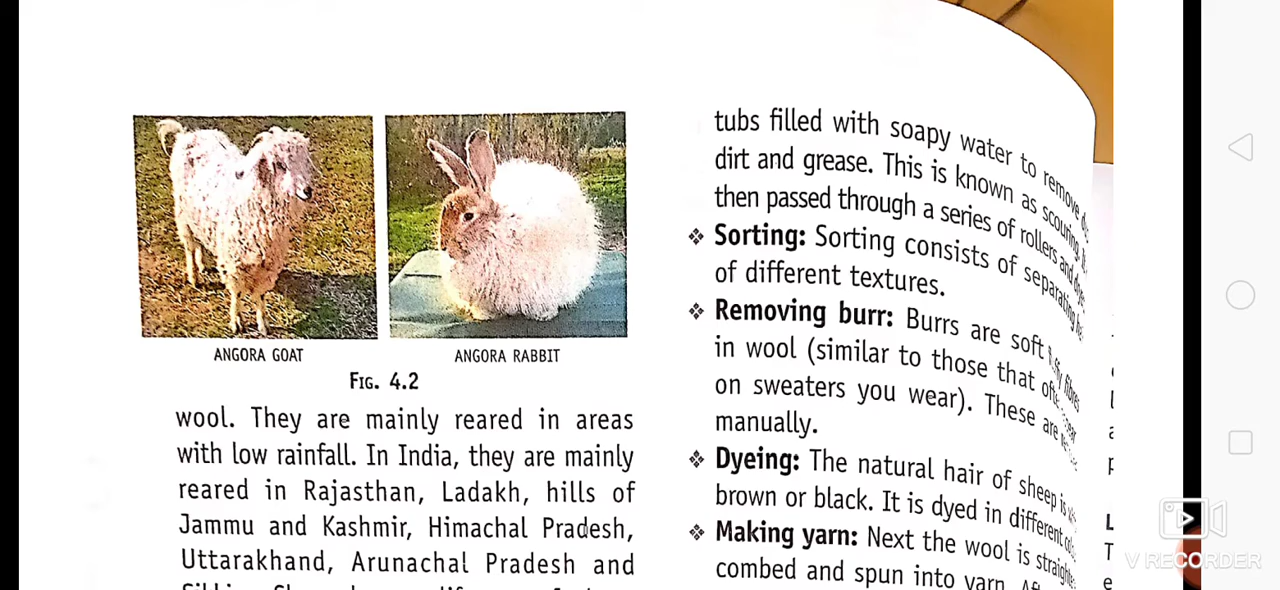 ANGORA GOAT
ANGORA RABBIT
FIG. 4.2
wool. They are mainly reared in areas
with low rainfall. In India, they are mainly
reared in Rajasthan, Ladakh, hills of
Jammu and Kashmir, Himachal Pradesh,
Uttarakhand, Arunachal Pradesh and
tubs filled with soapy water to remove
dirt and grease. This is known as scouring.
then passed through a series of rollers and
❖ Sorting: Sorting consists of separating
of different textures.
❖ Removing burr: Burrs are soft fluffy fibres
in wool (similar to those that often appear
on sweaters you wear). These are
manually.
❖ Dyeing: The natural hair of sheep is
brown or black. It is dyed in different
❖ Making yarn: Next the wool is
combed and spun into yarn.
V RECORDER